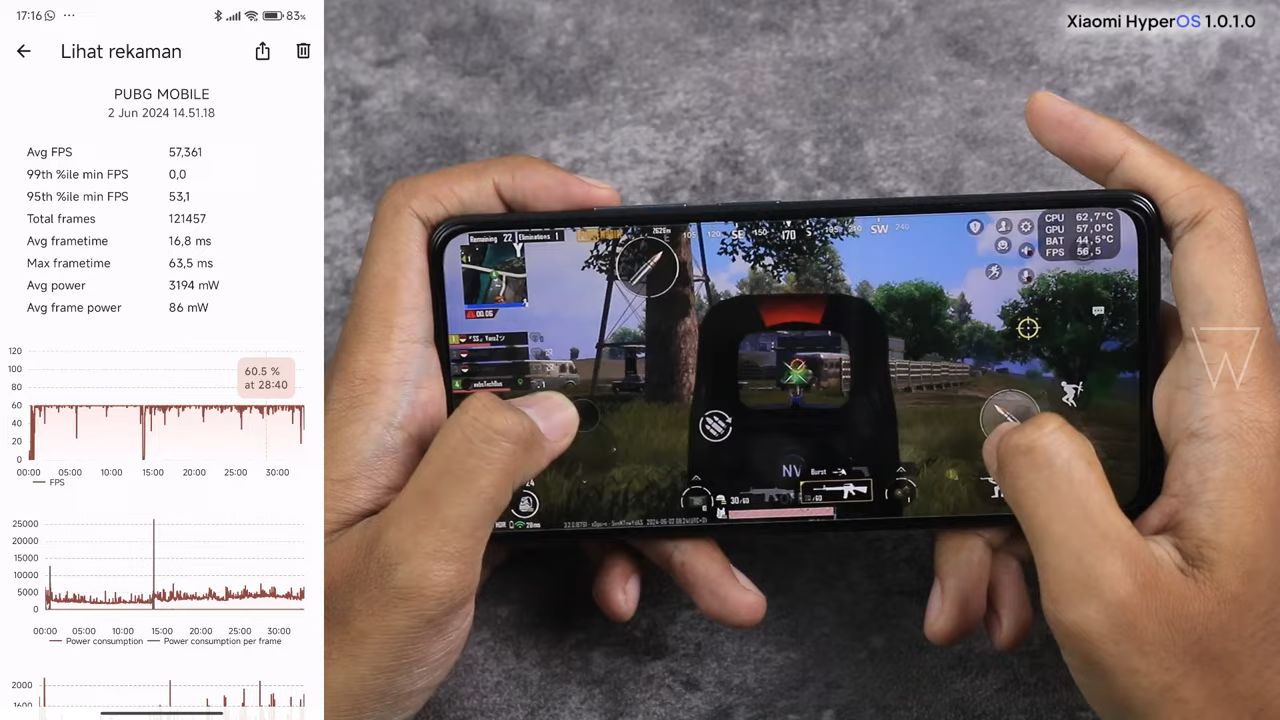 17:16
83%
Lihat rekaman
PUBG MOBILE
2 Jun 2024 14.51.18
Avg FPS 57,361
99th %ile min FPS 0,0
95th %ile min FPS 53,1
Total frames 121457
Avg frametime 16,8 ms
Max frametime 63,5 ms
Avg power 3194 mW
Avg frame power 86 mW
120
100
80
60
40
20
0
60.5 %
at 28:40
00:00 05:00 10:00 15:00 20:00 25:00 30:00
FPS
25000
20000
15000
10000
5000
0
00:00 05:00 10:00 15:00 20:00 25:00 30:00
Power consumption Power consumption per frame
2000
1600
Xiaomi HyperOS 1.0.1.0
Remaining 22 Eliminations 1
105 120 SE 150 170 S 240
SW
CPU 62,7°C
GPU 57,0°C
BAT 44,5°C
FPS 56,5
00:06
NV
Burst
30
W